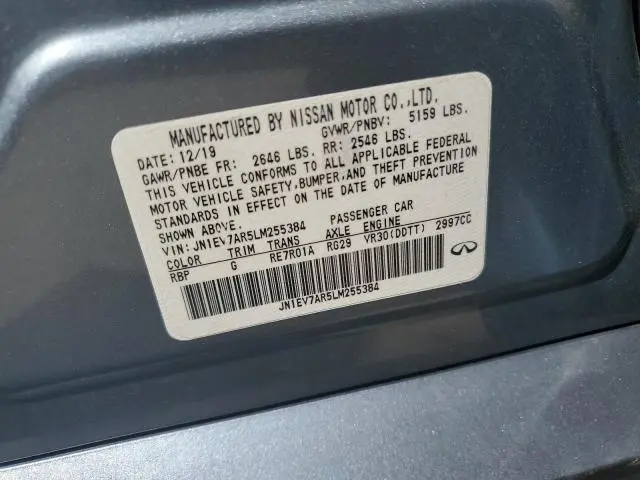 MANUFACTURED BY NISSAN MOTOR CO.,LTD.
DATE: 12/19 GVWR/PNBV: 5159 LBS.
GAWR/PNBE FR: 2646 LBS. RR: 2546 LBS.
THIS VEHICLE CONFORMS TO ALL APPLICABLE FEDERAL
MOTOR VEHICLE SAFETY,BUMPER,AND THEFT PREVENTION
STANDARDS IN EFFECT ON THE DATE OF MANUFACTURE
SHOWN ABOVE.
VIN: JN1EV7AR5LM255384 PASSENGER CAR
COLOR TRIM TRANS AXLE ENGINE
RBP G RE7R01A RG29 VR30(DDTT) 2997CC
JN1EV7AR5LM255384